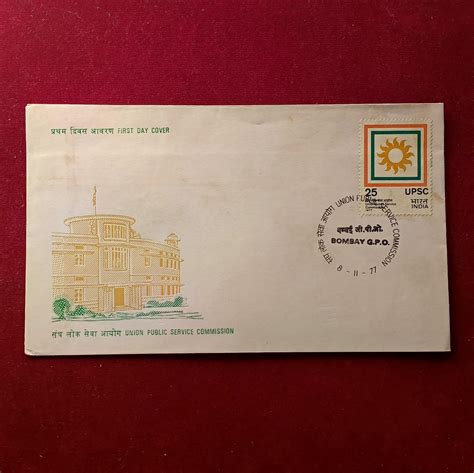 प्रथम दिवस आवरण FIRST DAY COVER
25 UPSC
भारत
INDIA
संघ लोक सेवा आयोग UNION PUBLIC SERVICE COMMISSION
बम्बई जी.पी.ओ.
BOMBAY G.P.O.
8-11-77
संघ लोक सेवा आयोग UNION PUBLIC SERVICE COMMISSION